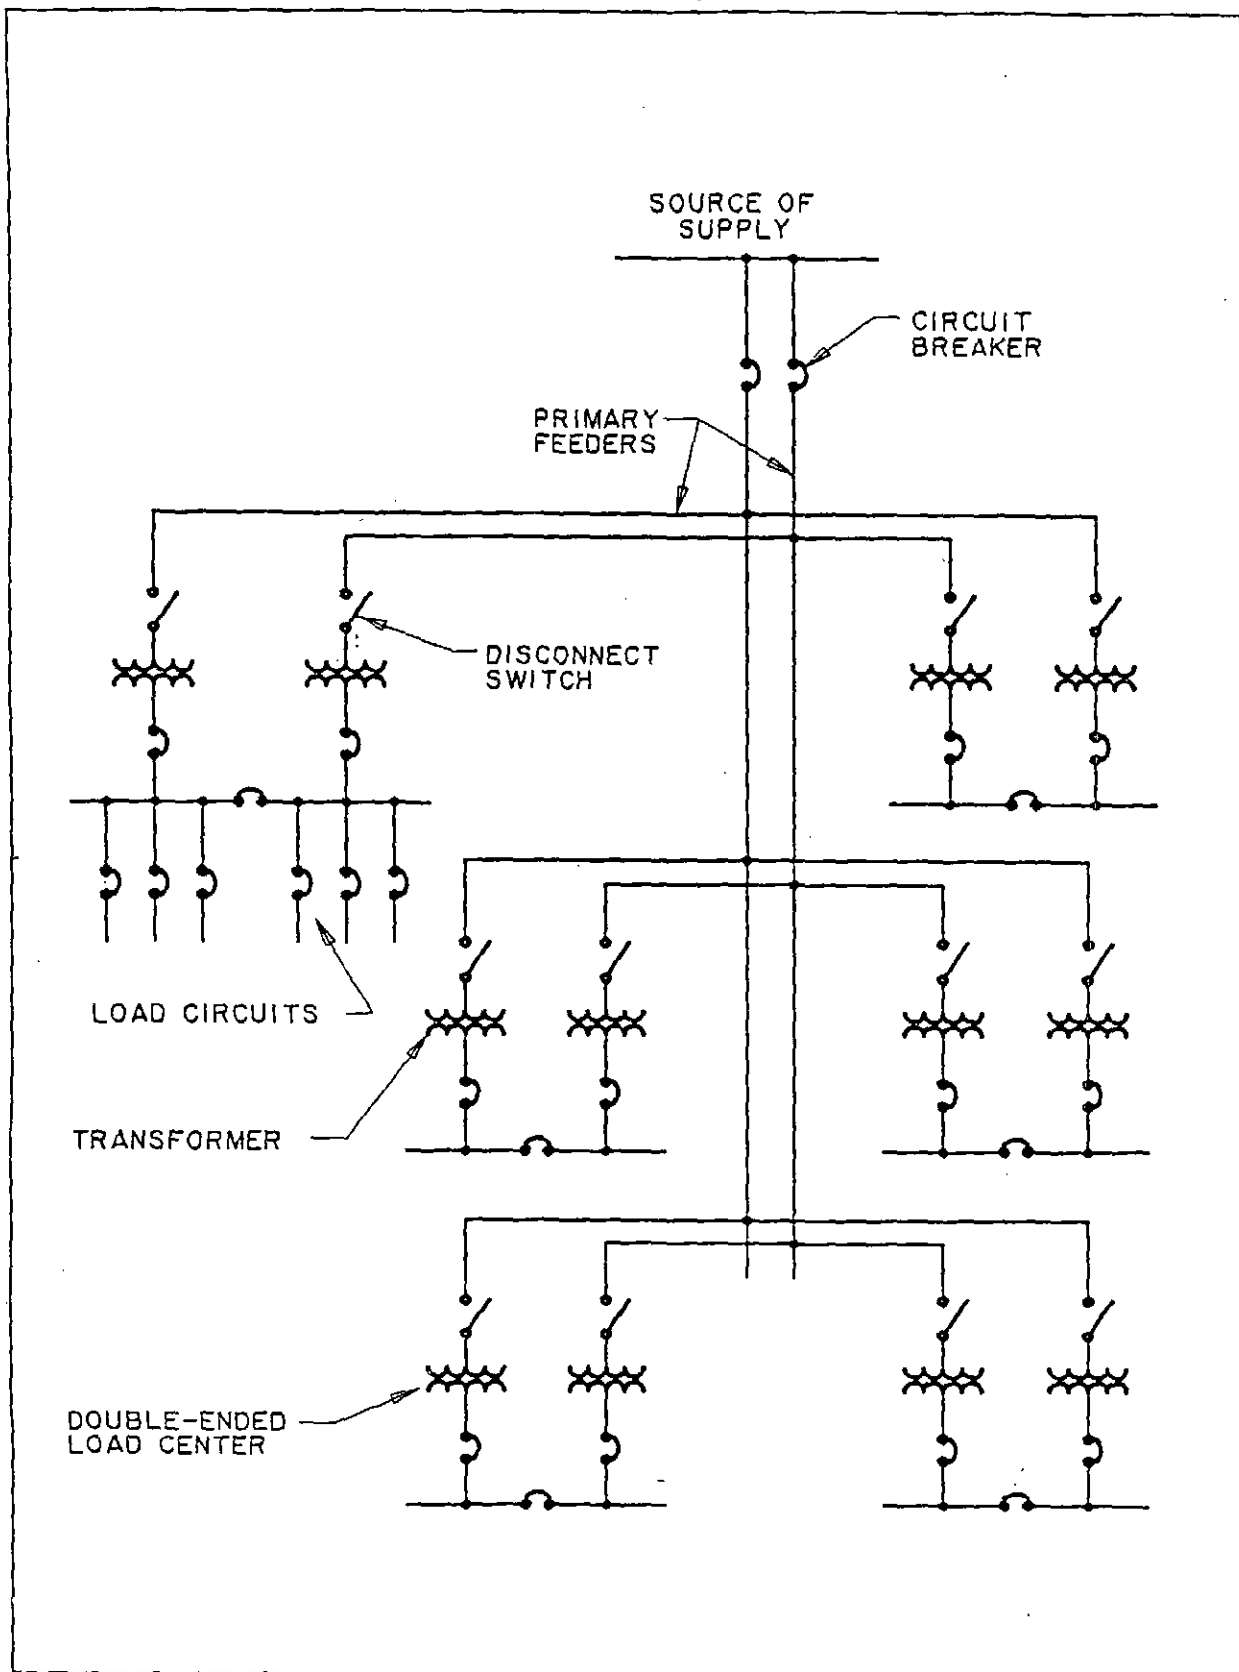 SOURCE OF
SUPPLY
CIRCUIT
BREAKER
PRIMARY
FEEDERS
DISCONNECT
SWITCH
LOAD CIRCUITS
TRANSFORMER
DOUBLE-ENDED
LOAD CENTER